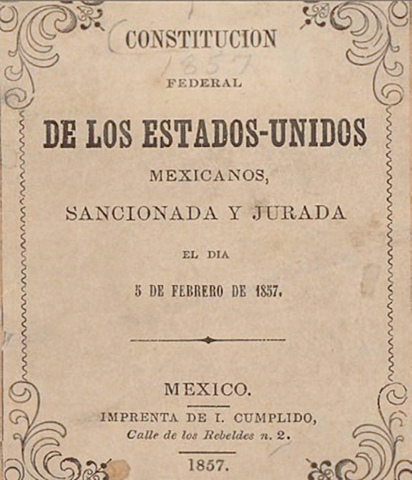 CONSTITUCION
1857
FEDERAL
DE LOS ESTADOS-UNIDOS
MEXICANOS,
SANCIONADA Y JURADA
EL DIA
5 DE FEBRERO DE 1857.
MEXICO.
IMPRENTA DE I. CUMPLIDO,
Calle de los Rebeldes n. 2.
1857.